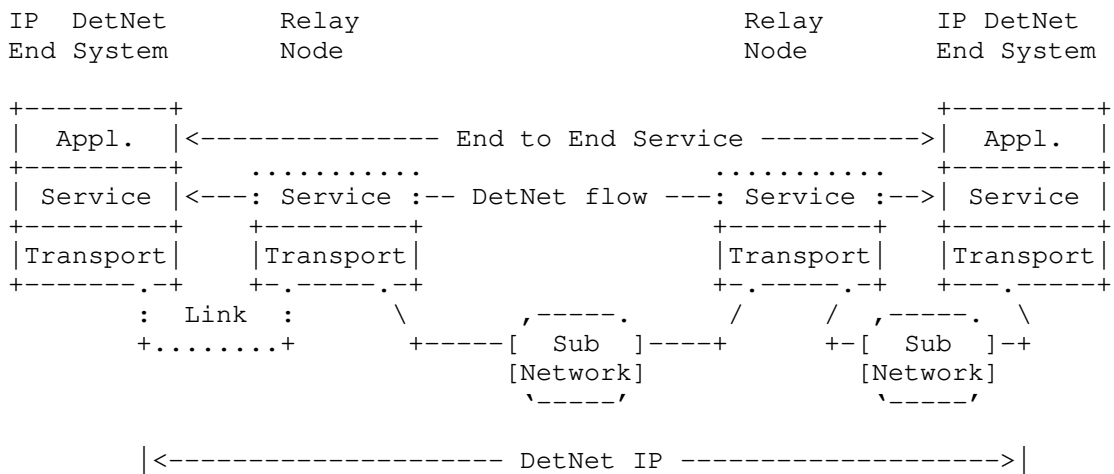 IP  DetNet       Relay                        Relay       IP DetNet
End System       Node                         Node        End System

+---------+                                             +---------+
|  Appl.  |<--------------- End to End Service ---------->|  Appl.  |
+---------+     ...........                 ...........   +---------+
| Service |<---: Service :-- DetNet flow ---: Service :-->| Service |
+---------+    +---------+                  +---------+   +---------+
|Transport|    |Transport|                  |Transport|   |Transport|
+-------.-+    +-.-----.-+                  +-.-----.-+   +---.-----+
        :  Link  :      \       ,-----.      /     /  ,-----.  \
        +........+       +-----[  Sub  ]----+     +-[  Sub  ]-+
                               [Network]            [Network]
                                `-----'              `-----'

        |<--------------------- DetNet IP ------------------->|